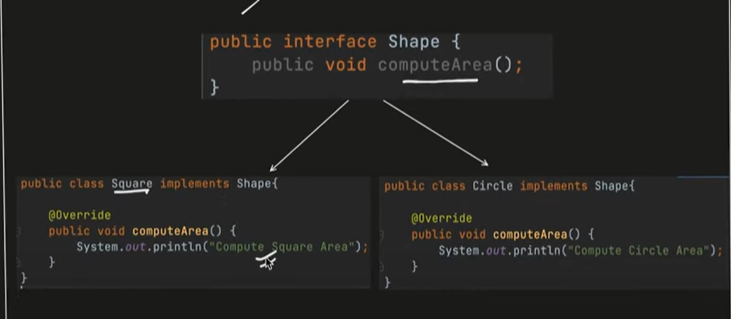 public interface Shape {
public void computeArea();
}
public class Square implements Shape{
@Override
public void computeArea() {
System.out.println("Compute Square Area");
}
}
public class Circle implements Shape{
@Override
public void computeArea() {
System.out.println("Compute Circle Area");
}
}